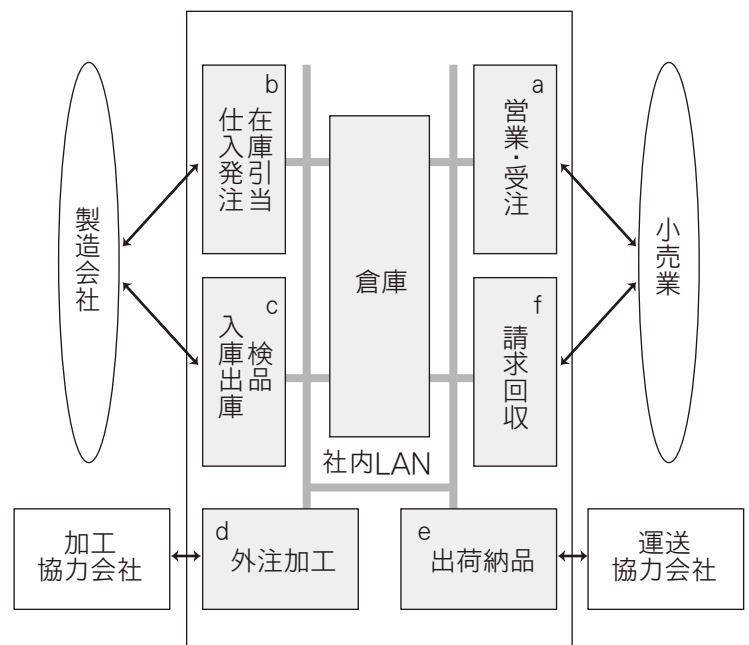 製造会社
b
在庫引当
仕入発注
c
検品
入庫出庫
倉庫
社内LAN
a
営業・受注
f
請求回収
小売業
加工
協力会社
d
外注加工
e
出荷納品
運送
協力会社